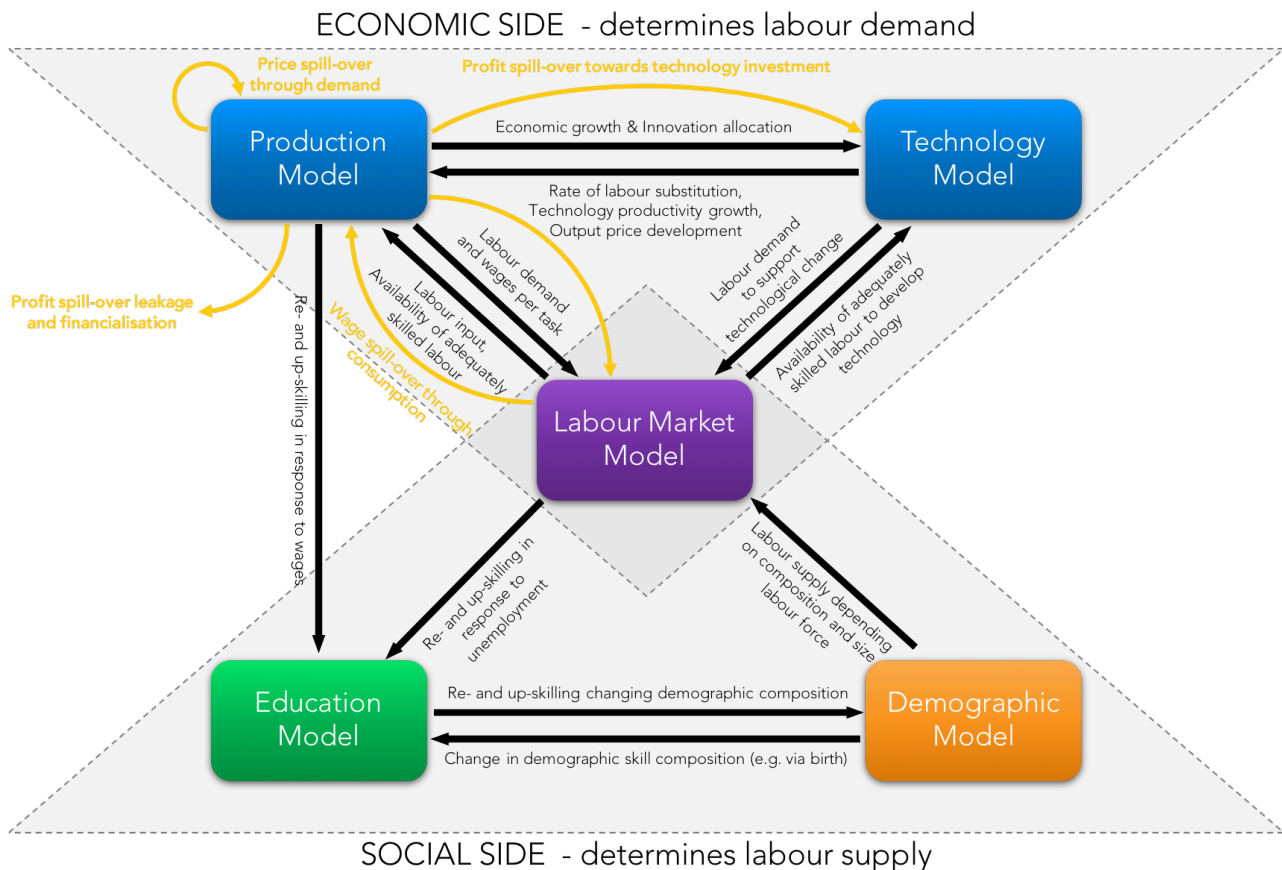 ECONOMIC SIDE - determines labour demand
Price spill-over
through demand
Profit spill-over towards technology investment
Production
Model
Economic growth & Innovation allocation
Technology
Model
Rate of labour substitution,
Technology productivity growth,
Output price development
Labour demand
and wages per task
Labour input,
Availability of adequately
skilled labour
Labour demand
to support
technological change
Availability of adequately
skilled labour to develop
technology
Profit spill-over leakage
and financialisation
Wage spill-over through
consumption
Re- and up-skilling in response to wages
Labour Market
Model
Re- and up-skilling in
response to
unemployment
Labour supply depending
on composition and size
labour force
Education
Model
Re- and up-skilling changing demographic composition
Change in demographic skill composition (e.g. via birth)
Demographic
Model
SOCIAL SIDE - determines labour supply